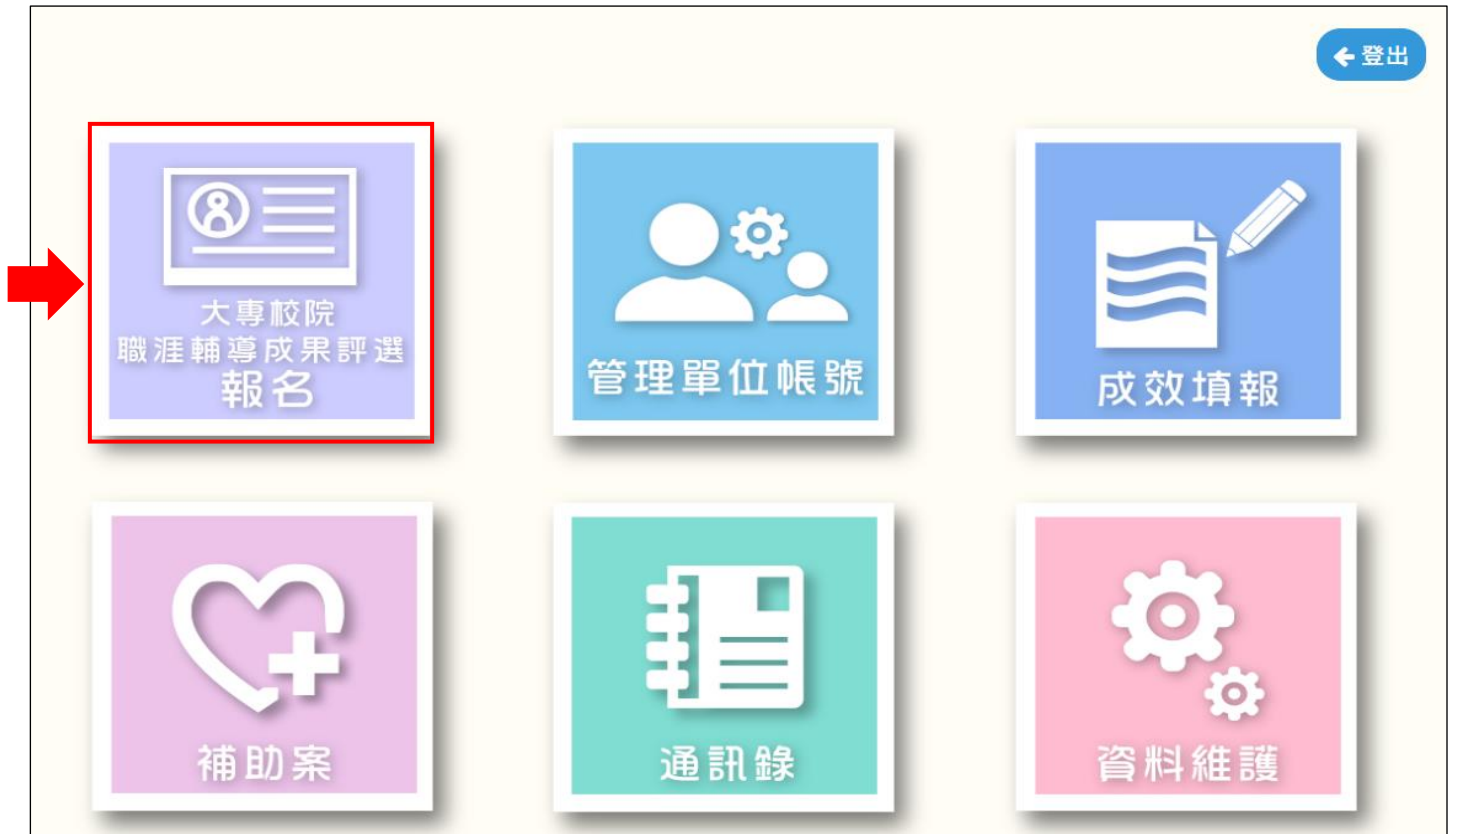 登出
大專校院
職涯輔導成果評選
報名
管理單位帳號
成效填報
補助案
通訊錄
資料維護